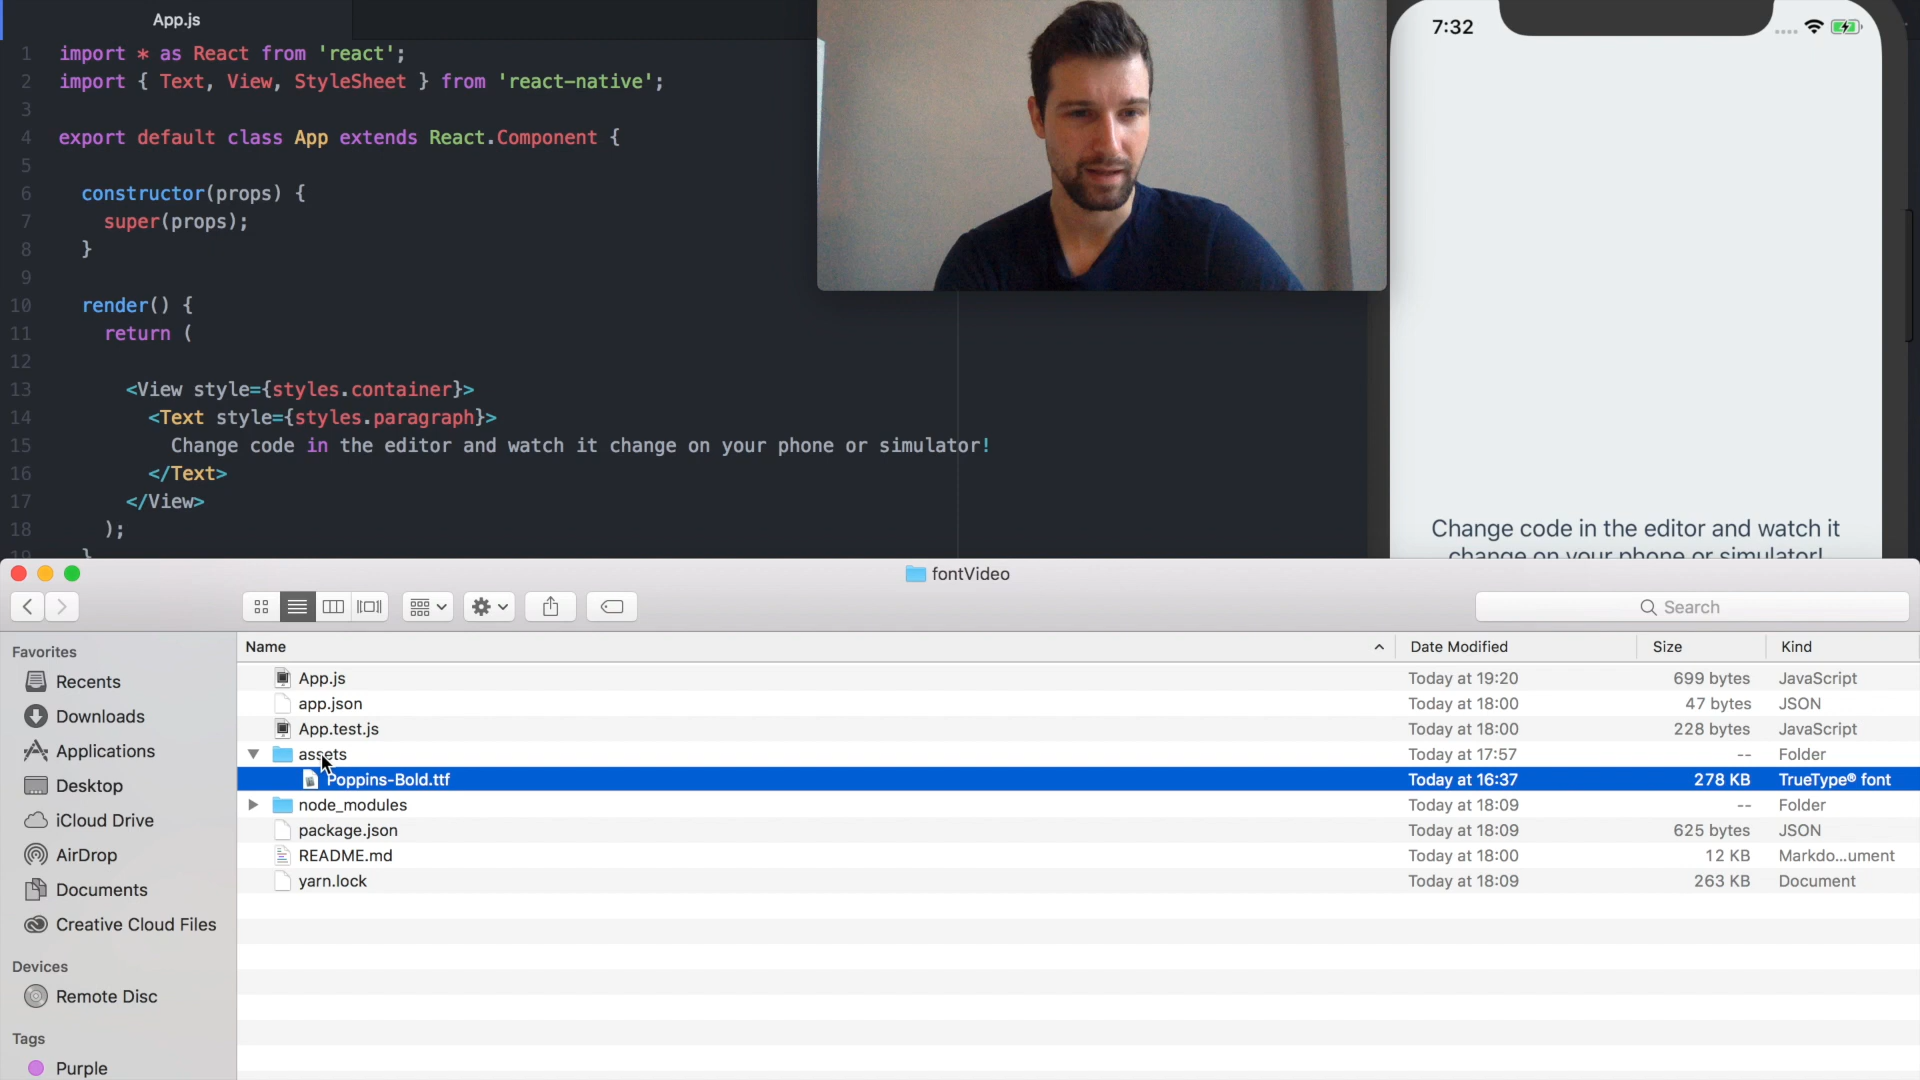 App.js
1 import * as React from 'react';
2 import { Text, View, StyleSheet } from 'react-native';
3
4 export default class App extends React.Component {
5
6 constructor(props) {
7 super(props);
8 }
9
10 render() {
11 return (
12
13 <View style={styles.container}>
14 <Text style={styles.paragraph}>
15 Change code in the editor and watch it change on your phone or simulator!
16 </Text>
17 </View>
18 );
19 }
7:32
Change code in the editor and watch it
change on your phone or simulator!
fontVideo
Search
Favorites
Recents
Downloads
Applications
Desktop
iCloud Drive
AirDrop
Documents
Creative Cloud Files
Devices
Remote Disc
Tags
Purple
Name Date Modified Size Kind
App.js Today at 19:20 699 bytes JavaScript
app.json Today at 18:00 47 bytes JSON
App.test.js Today at 18:00 228 bytes JavaScript
assets Today at 17:57 -- Folder
Poppins-Bold.ttf Today at 16:37 278 KB TrueType® font
node_modules Today at 18:09 -- Folder
package.json Today at 18:09 625 bytes JSON
README.md Today at 18:00 12 KB Markdo...ument
yarn.lock Today at 18:09 263 KB Document